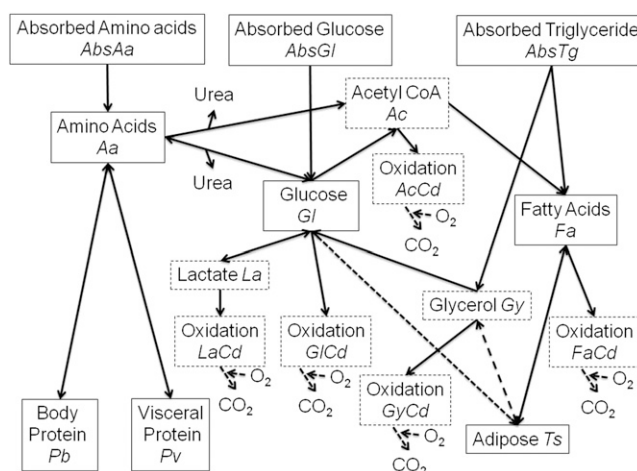 Absorbed Amino acids
AbsAa
Absorbed Glucose
AbsGl
Absorbed Triglyceride
AbsTg
Urea
Acetyl CoA
Ac
Amino Acids
Aa
Urea
Oxidation
AcCd
O2
CO2
Glucose
Gl
Fatty Acids
Fa
Lactate La
Glycerol Gy
Oxidation
LaCd
O2
CO2
Oxidation
GlCd
O2
CO2
Oxidation
FaCd
O2
CO2
Oxidation
GyCd
O2
CO2
Body
Protein
Pb
Visceral
Protein
Pv
Adipose Ts